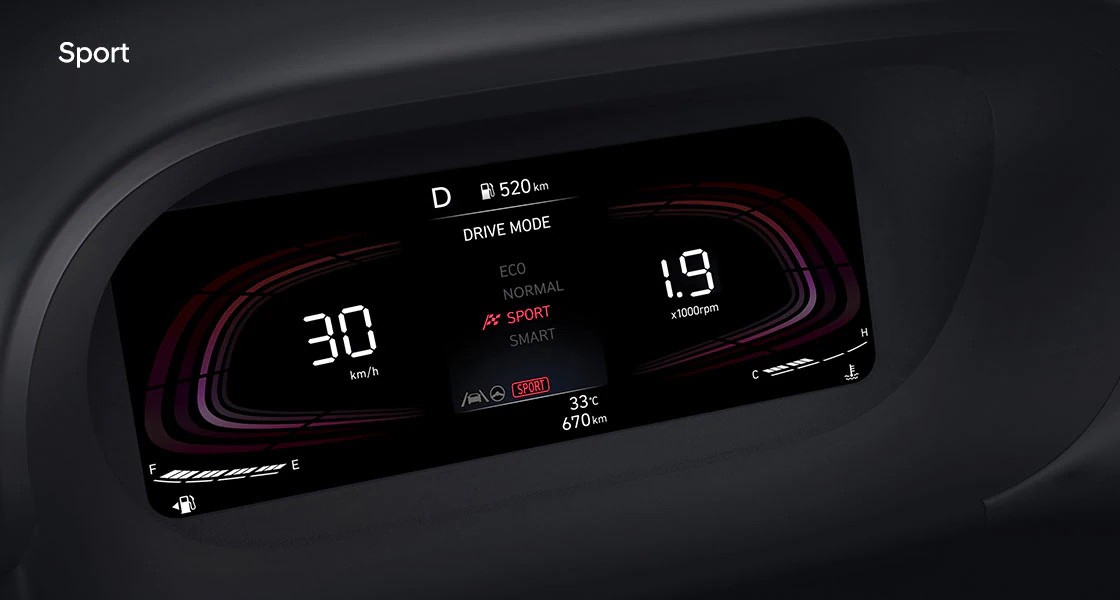 Sport
D 520 km
DRIVE MODE
ECO
NORMAL
SPORT
SMART
30
km/h
1.9
x1000rpm
SPORT
33°C
670 km
F E
C H